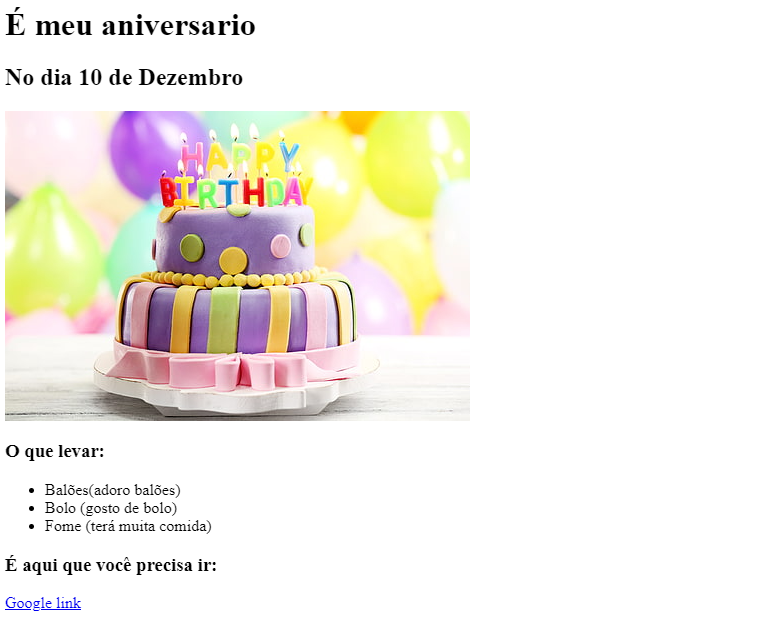 É meu aniversario
No dia 10 de Dezembro
HAPPY
BIRTHDAY
O que levar:
Balões(adoro balões)
Bolo (gosto de bolo)
Fome (terá muita comida)
É aqui que você precisa ir:
Google link